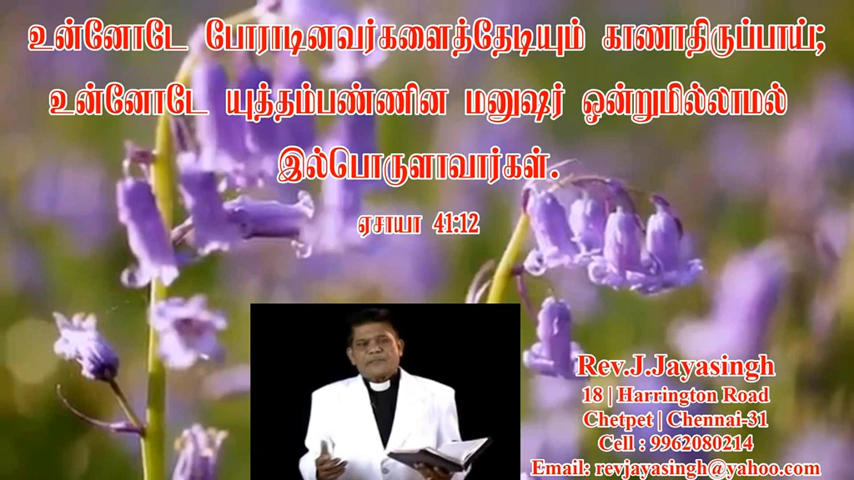 உன்னோடே போராடினவர்களைத்தேடியும் காணாதிருப்பாய்;
உன்னோடே யுத்தம்பண்ணின மனுஷர் ஒன்றுமில்லாமல்
இல்பொருளாவார்கள்.
ஏசாயா 41:12
Rev.J.Jayasingh
18 | Harrington Road
Chetpet | Chennai-31
Cell : 9962080214
Email: revjayasingh@yahoo.com